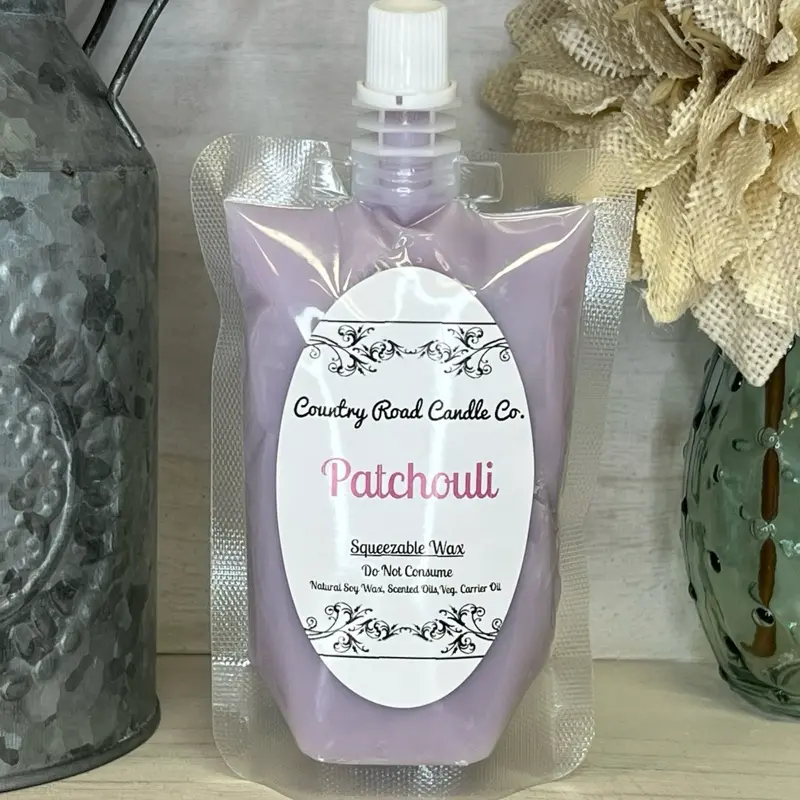 Country Road Candle Co.
Patchouli
Squeezable Wax
Do Not Consume
Natural Soy Wax, Scented Oils, Veg. Carrier Oil